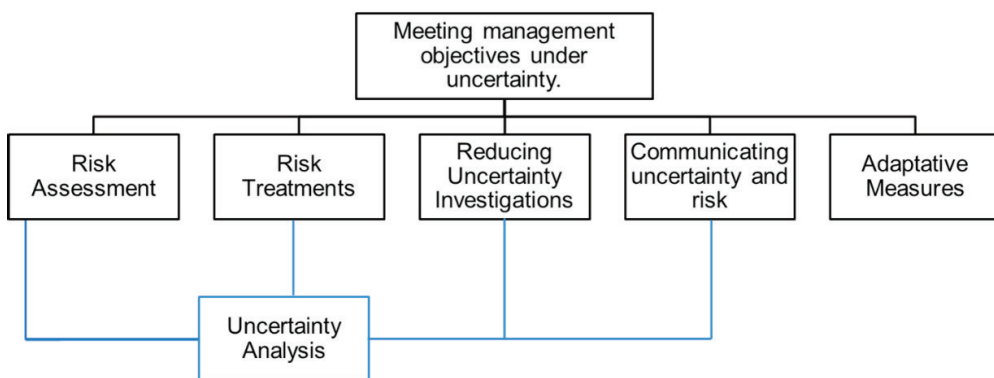 Meeting management
objectives under
uncertainty.
Risk
Assessment
Risk
Treatments
Reducing
Uncertainty
Investigations
Communicating
uncertainty and
risk
Adaptative
Measures
Uncertainty
Analysis